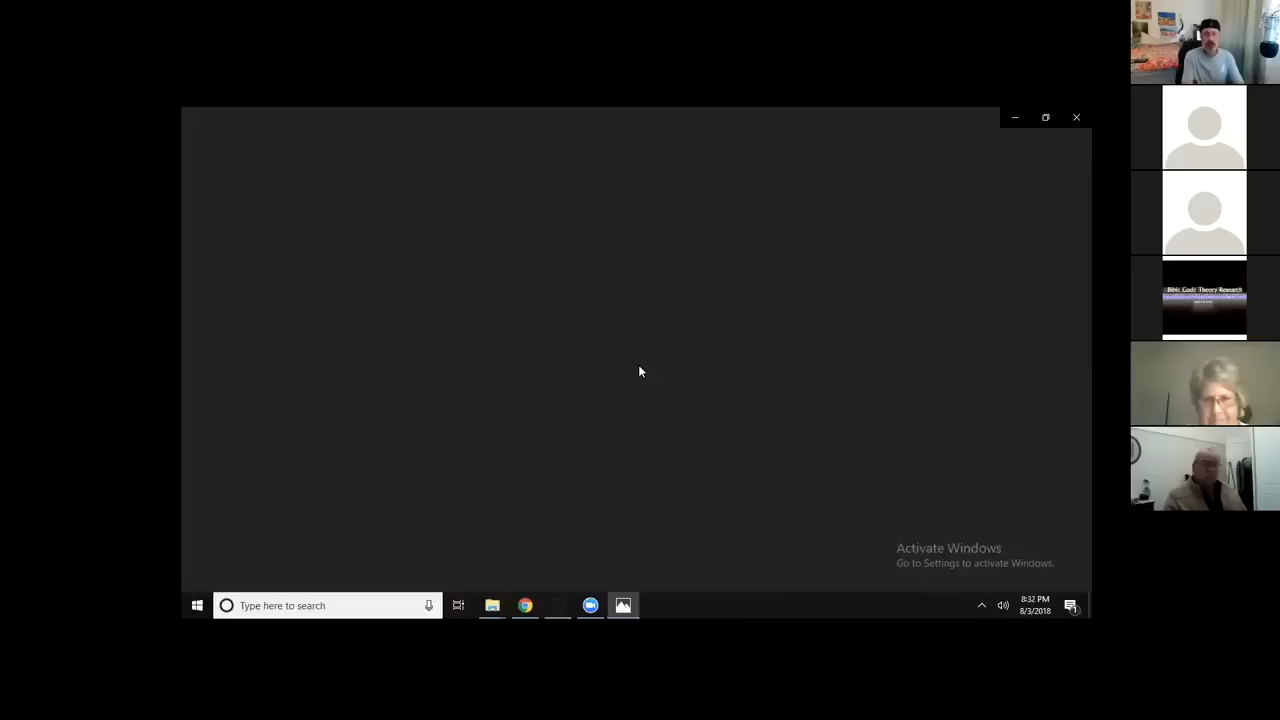 Bible Code Theory Research
Activate Windows
Go to Settings to activate Windows.
Type here to search
8:32 PM
8/3/2018
1